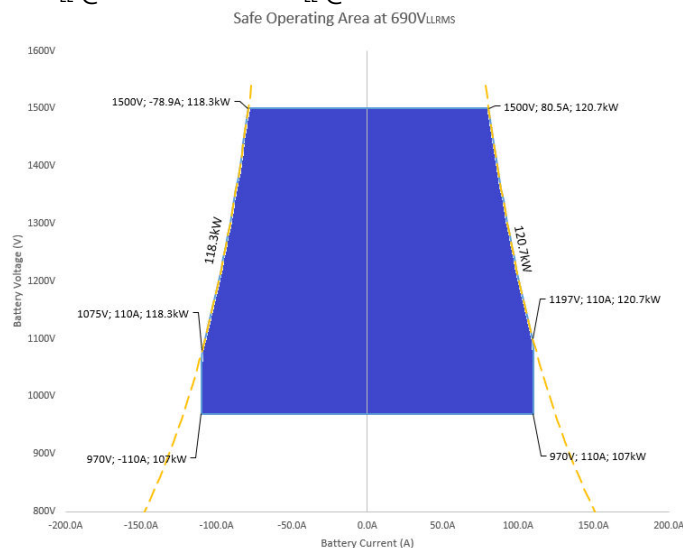 LL @ LL @
Safe Operating Area at 690VLLRMS
1600V
1500V
1400V
1300V
1200V
1100V
1000V
900V
800V
Battery Voltage (V)
1500V; -78.9A; 118.3kW
1500V; 80.5A; 120.7kW
118.3kW
120.7kW
1075V; 110A; 118.3kW
1197V; 110A; 120.7kW
970V; -110A; 107kW
970V; 110A; 107kW
-200.0A -150.0A -100.0A -50.0A 0.0A 50.0A 100.0A 150.0A 200.0A
Battery Current (A)